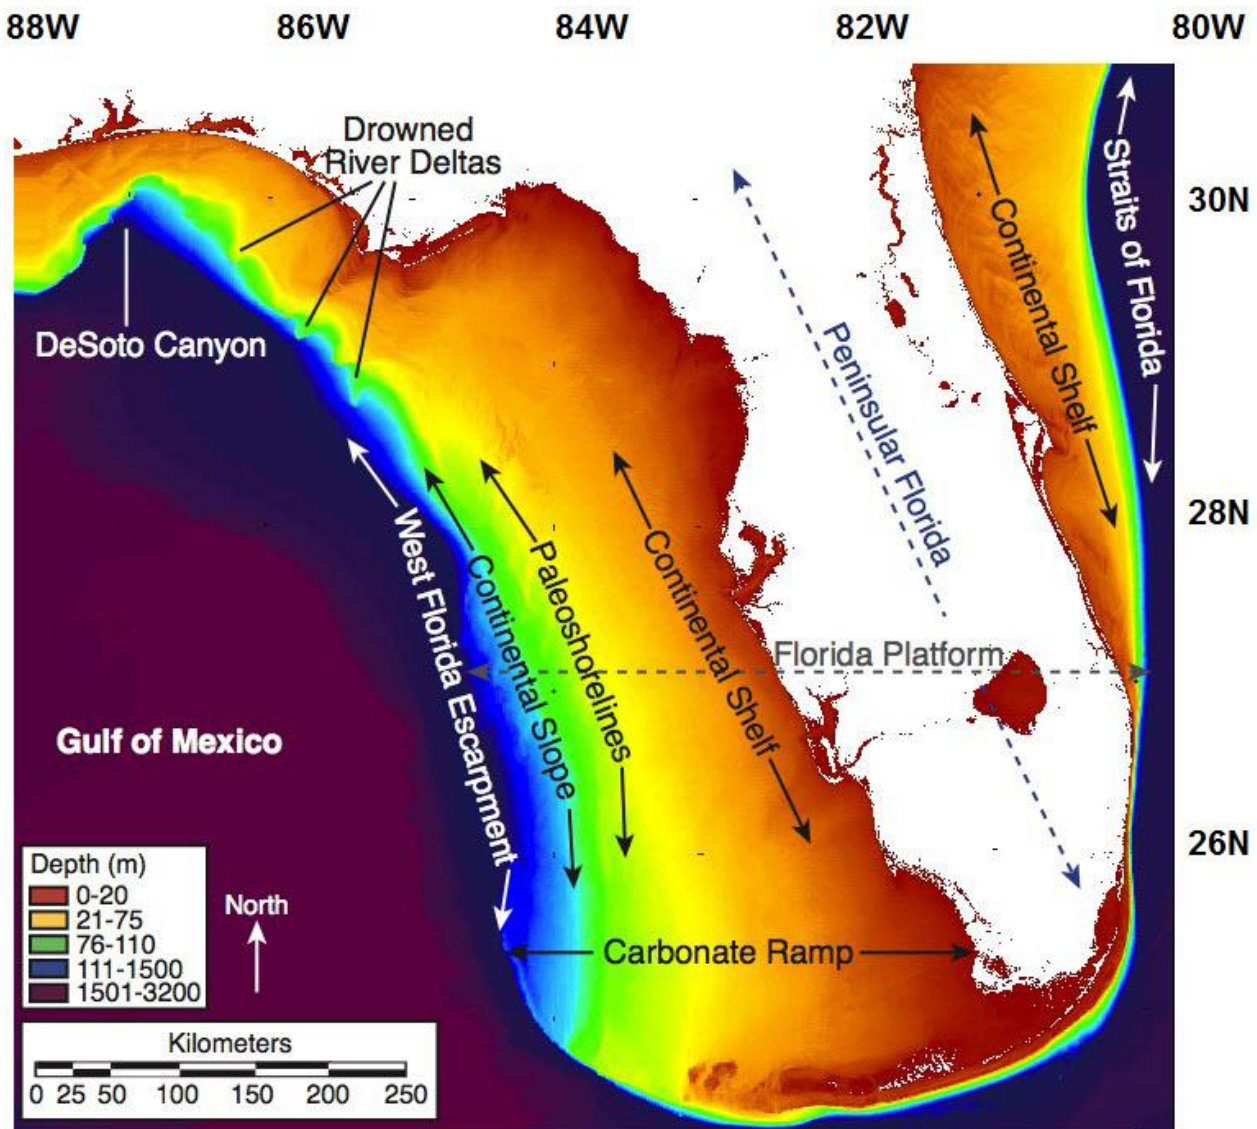 88W 86W 84W 82W 80W
Drowned
River Deltas
30N
Straits of Florida
Continental Shelf
DeSoto Canyon
Peninsular Florida
28N
West Florida Escarpment
Continental Slope
Paleoshorelines
Continental Shelf
Florida Platform
Gulf of Mexico
26N
Depth (m)
0-20
21-75
76-110
111-1500
1501-3200
North
Carbonate Ramp
Kilometers
0 25 50 100 150 200 250